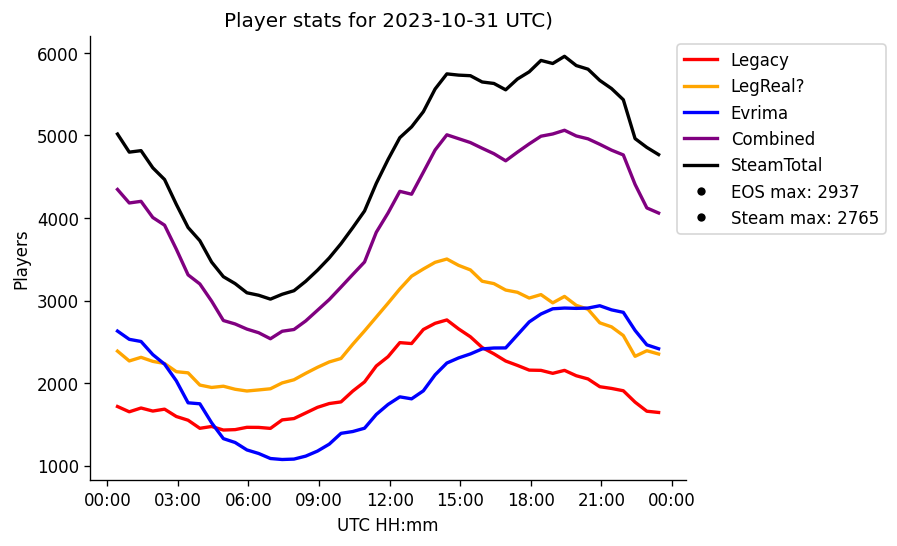 Player stats for 2023-10-31 UTC)
6000
5000
4000
3000
2000
1000
Players
00:00 03:00 06:00 09:00 12:00 15:00 18:00 21:00 00:00
UTC HH:mm
Legacy
LegReal?
Evrima
Combined
SteamTotal
EOS max: 2937
Steam max: 2765